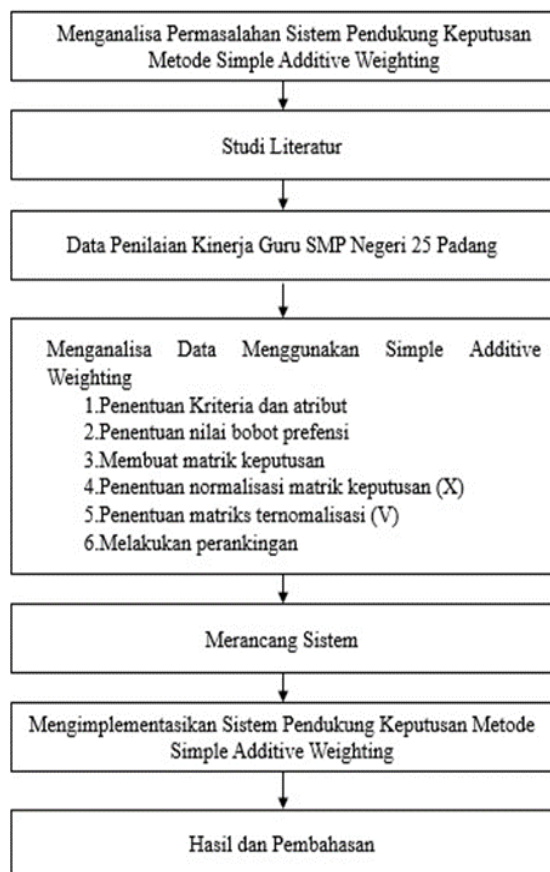 Menganalisa Permasalahan Sistem Pendukung Keputusan
Metode Simple Additive Weighting
Studi Literatur
Data Penilaian Kinerja Guru SMP Negeri 25 Padang
Menganalisa Data Menggunakan Simple Additive
Weighting
1.Penentuan Kriteria dan atribut
2.Penentuan nilai bobot prefensi
3.Membuat matrik keputusan
4.Penentuan normalisasi matrik keputusan (X)
5.Penentuan matriks ternomalisasi (V)
6.Melakukan perankingan
Merancang Sistem
Mengimplementasikan Sistem Pendukung Keputusan Metode
Simple Additive Weighting
Hasil dan Pembahasan